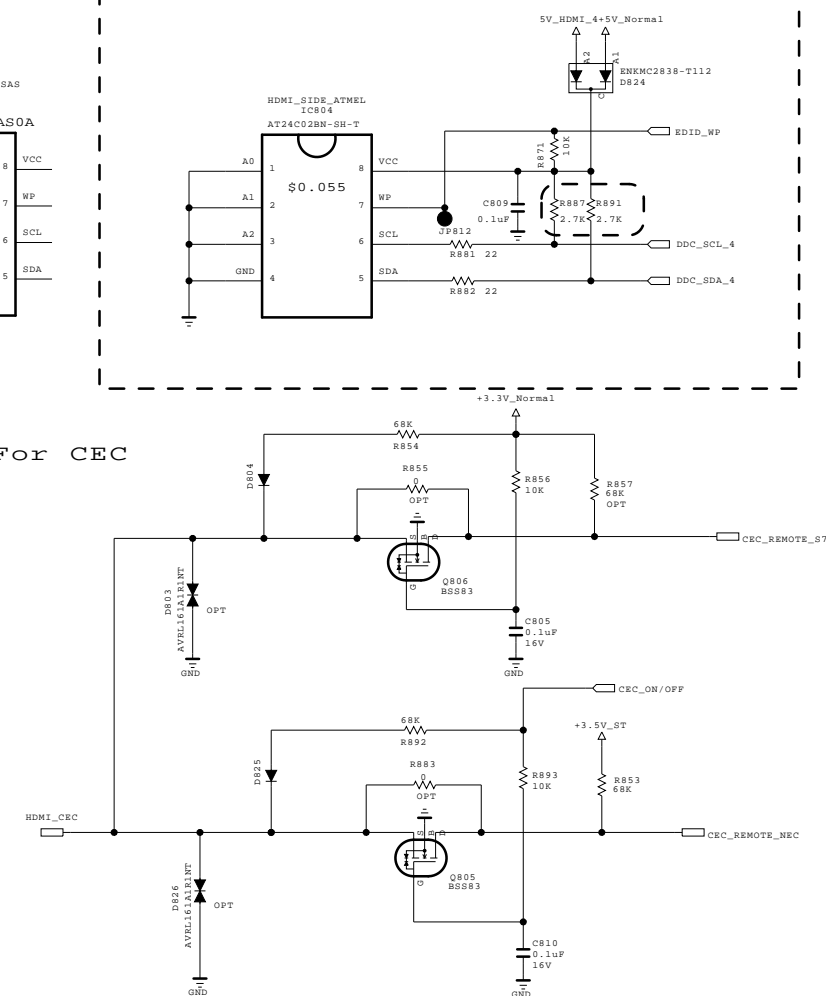 5V_HDMI_4
+5V_Normal
A2
A1
ENKMC2838-T112
D824
C
SAS
AS0A
HDMI_SIDE_ATMEL
IC804
AT24C02BN-SH-T
EDID_WP
R871
10K
8
VCC
A0
1
8
VCC
$0.055
7
WP
A1
2
7
WP
C809
0.1uF
R887
2.7K
R891
2.7K
JP812
6
SCL
A2
3
6
SCL
R881 22
DDC_SCL_4
5
SDA
GND
4
5
SDA
R882 22
DDC_SDA_4
+3.3V_Normal
For CEC
68K
R854
D804
R855
0
OPT
R856
10K
R857
68K
OPT
S
B
D
CEC_REMOTE_S7
G
Q806
BSS83
D803
AVRL161A1R1NT
OPT
C805
0.1uF
16V
GND
GND
CEC_ON/OFF
68K
R892
+3.5V_ST
D825
R883
0
OPT
R893
10K
R853
68K
HDMI_CEC
S
B
D
CEC_REMOTE_NEC
G
Q805
BSS83
D826
AVRL161A1R1NT
OPT
C810
0.1uF
16V
GND
GND